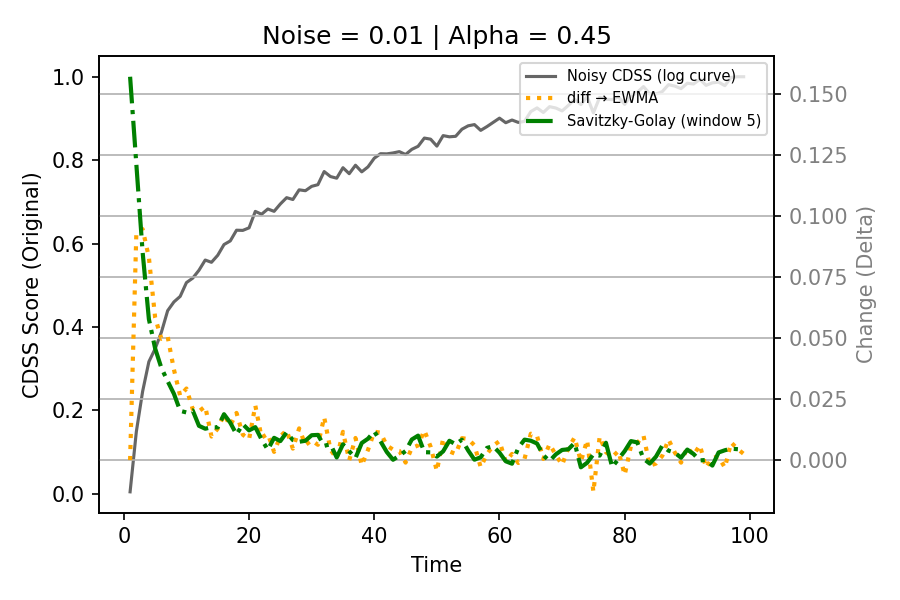 Noise = 0.01 | Alpha = 0.45
Noisy CDSS (log curve)
diff → EWMA
Savitzky-Golay (window 5)
CDSS Score (Original)
1.0
0.8
0.6
0.4
0.2
0.0
0.150
0.125
0.100
0.075
0.050
0.025
0.000
Change (Delta)
0 20 40 60 80 100
Time